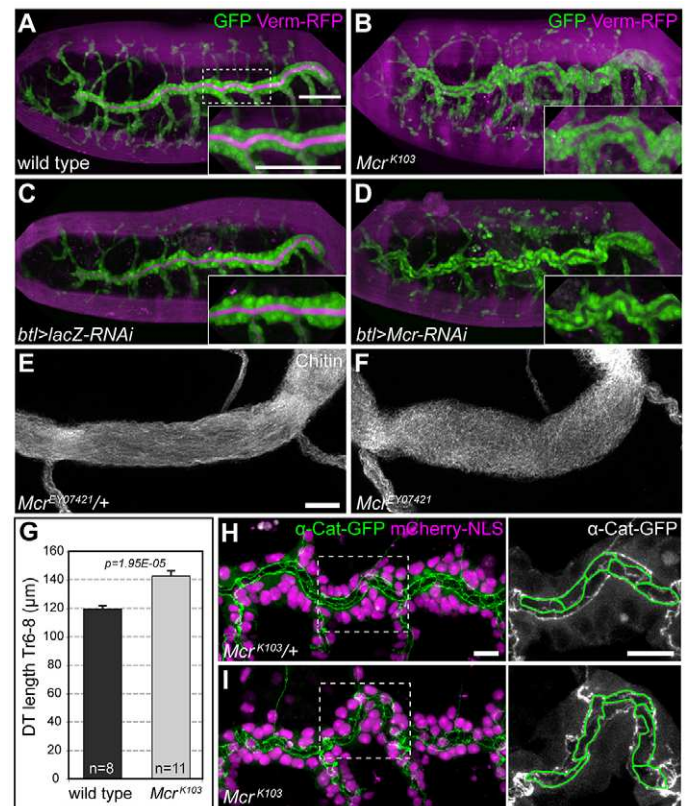 A
GFP Verm-RFP
wild type
B
Verm-RFP
Mcr K103
C
btl>lacZ-RNAi
D
btl>Mcr-RNAi
E
Chitin
Mcr EY07421/+
F
Mcr EY07421
G
DT length Tr6-8 (µm)
160
140
120
100
80
60
40
20
0
p=1.95E-05
n=8
n=11
wild type
Mcr K103
H
α-Cat-GFP mCherry-NLS
α-Cat-GFP
Mcr K103/+
I
Mcr K103